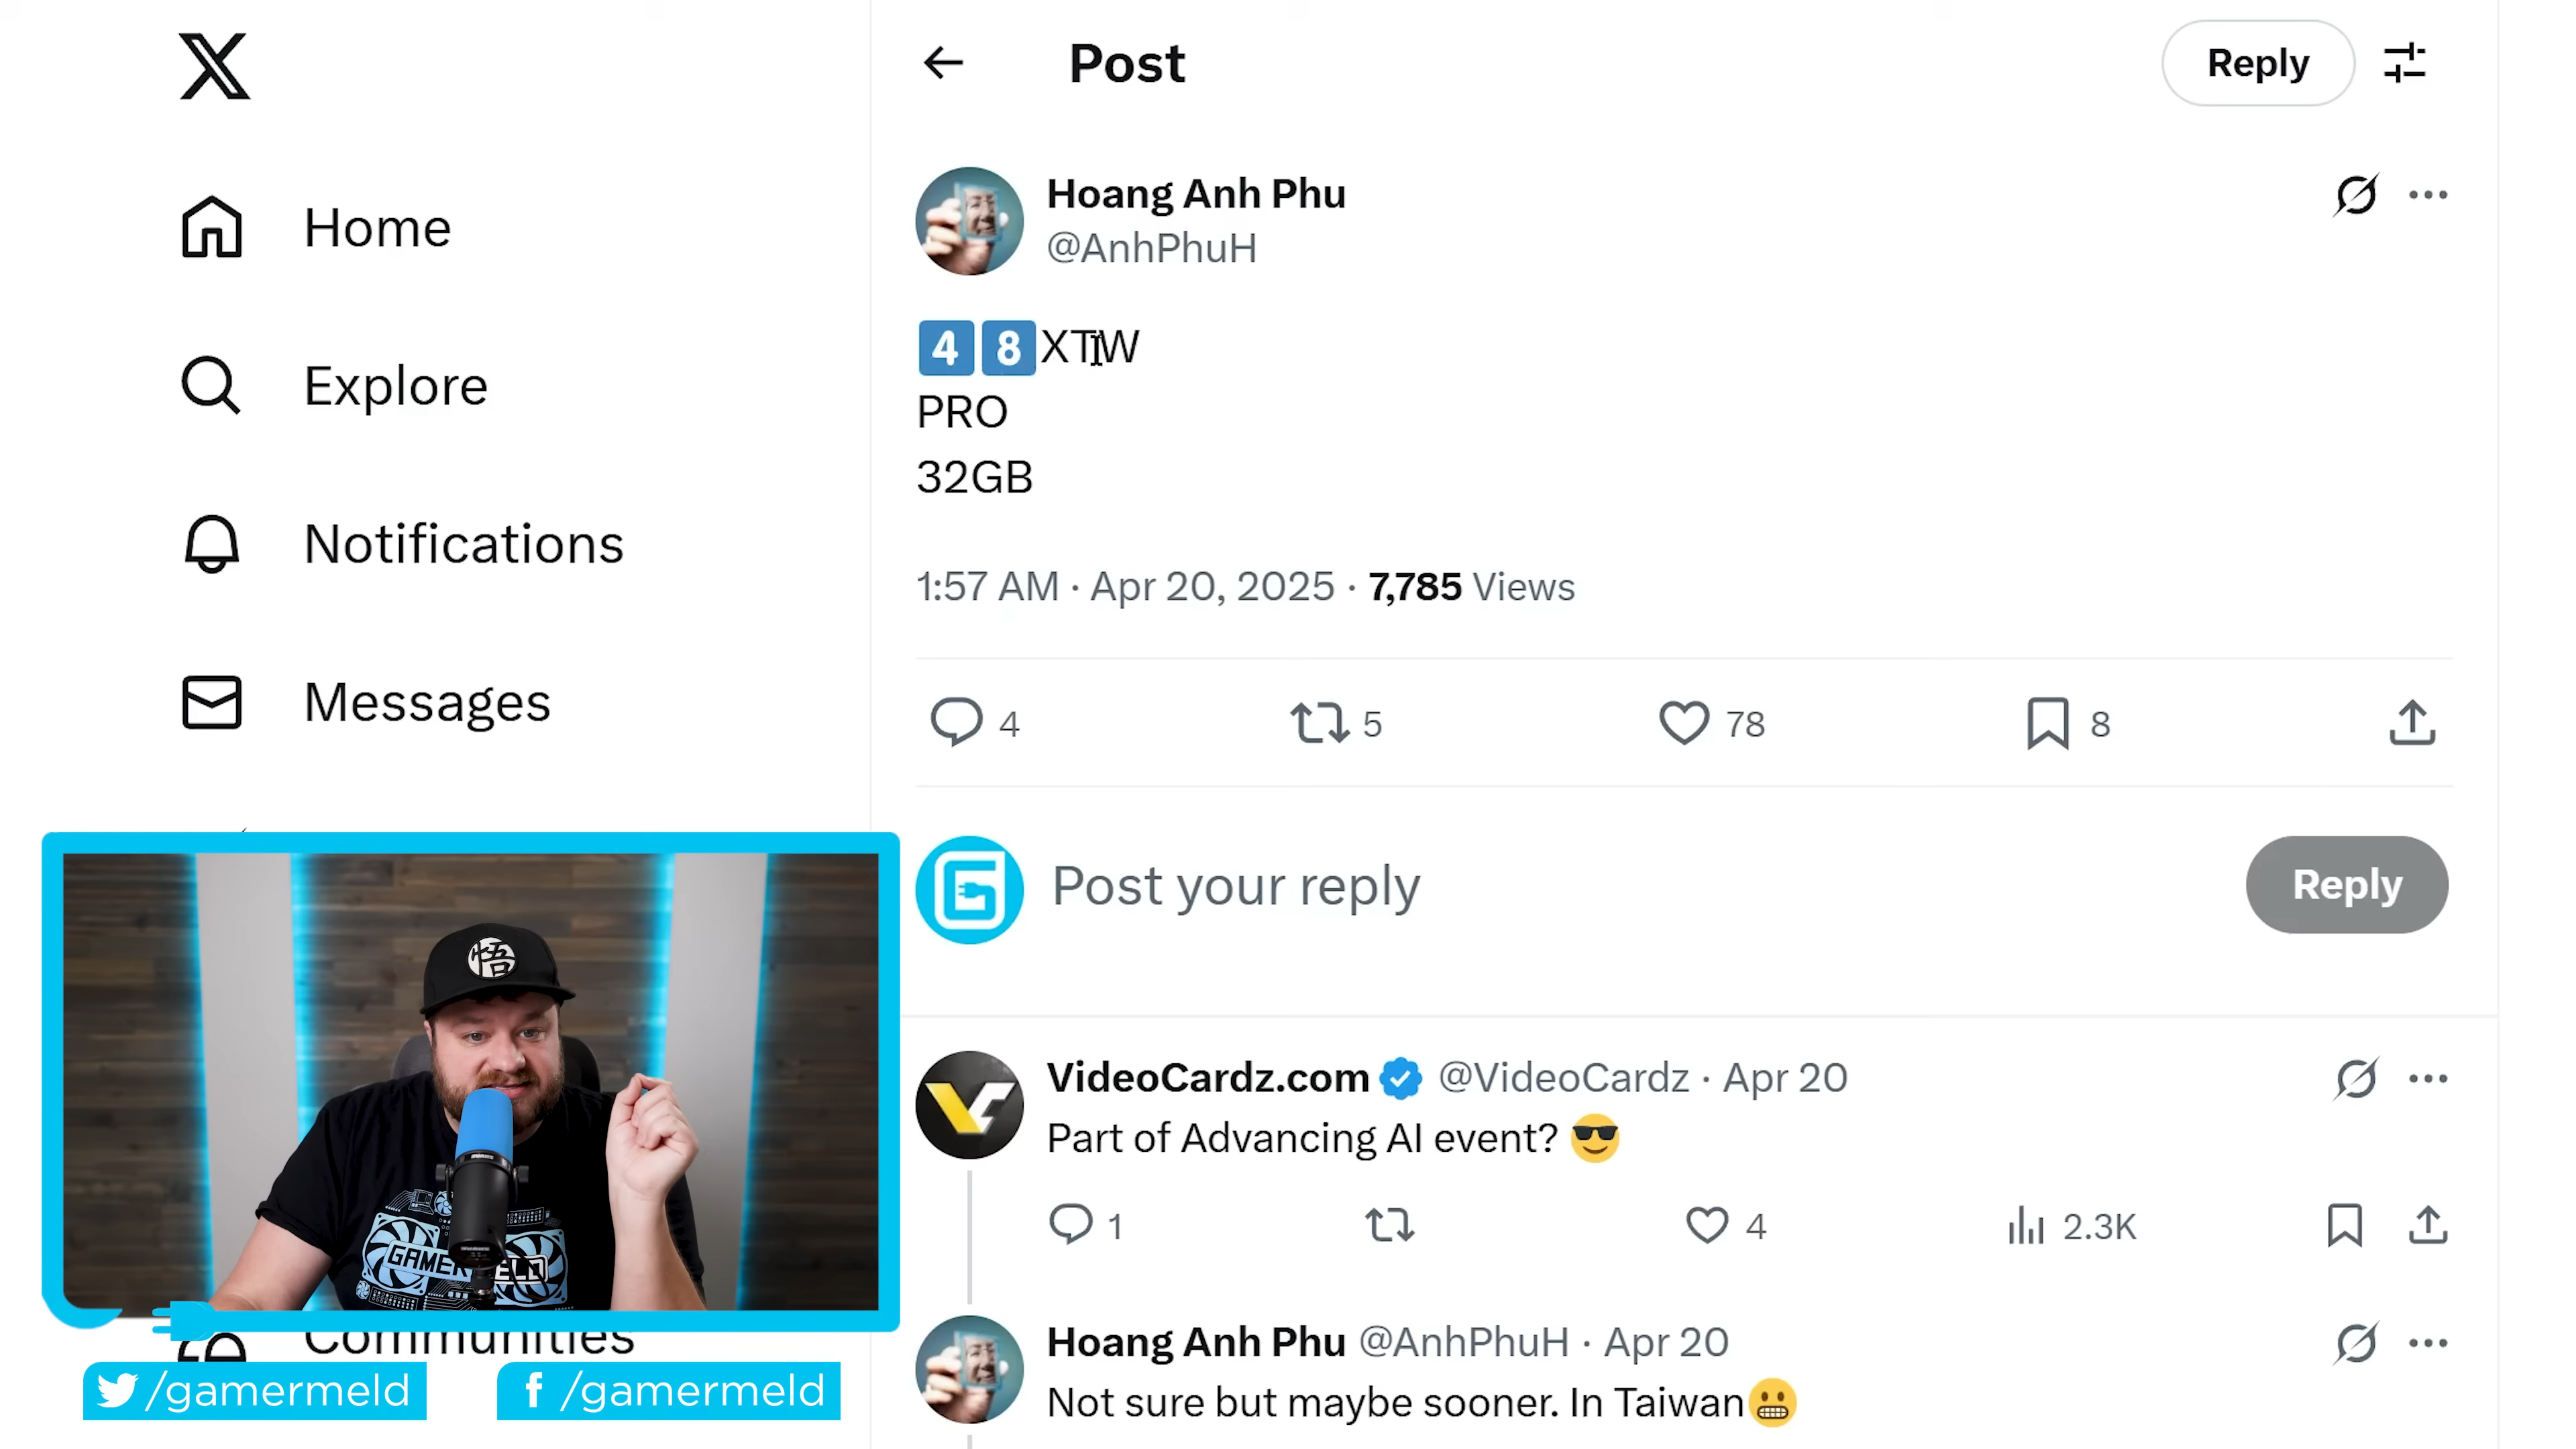 Post
Reply
Home
Explore
Notifications
Messages
Communities
Hoang Anh Phu
@AnhPhuH
4️⃣8️⃣XTW
PRO
32GB
1:57 AM · Apr 20, 2025 · 7,785 Views
4 5 78 8
Post your reply
Reply
VideoCardz.com @VideoCardz · Apr 20
Part of Advancing AI event? 😎
1 4 2.3K
Hoang Anh Phu @AnhPhuH · Apr 20
Not sure but maybe sooner. In Taiwan😬
悟
GAMER MELD
/gamermeld
/gamermeld